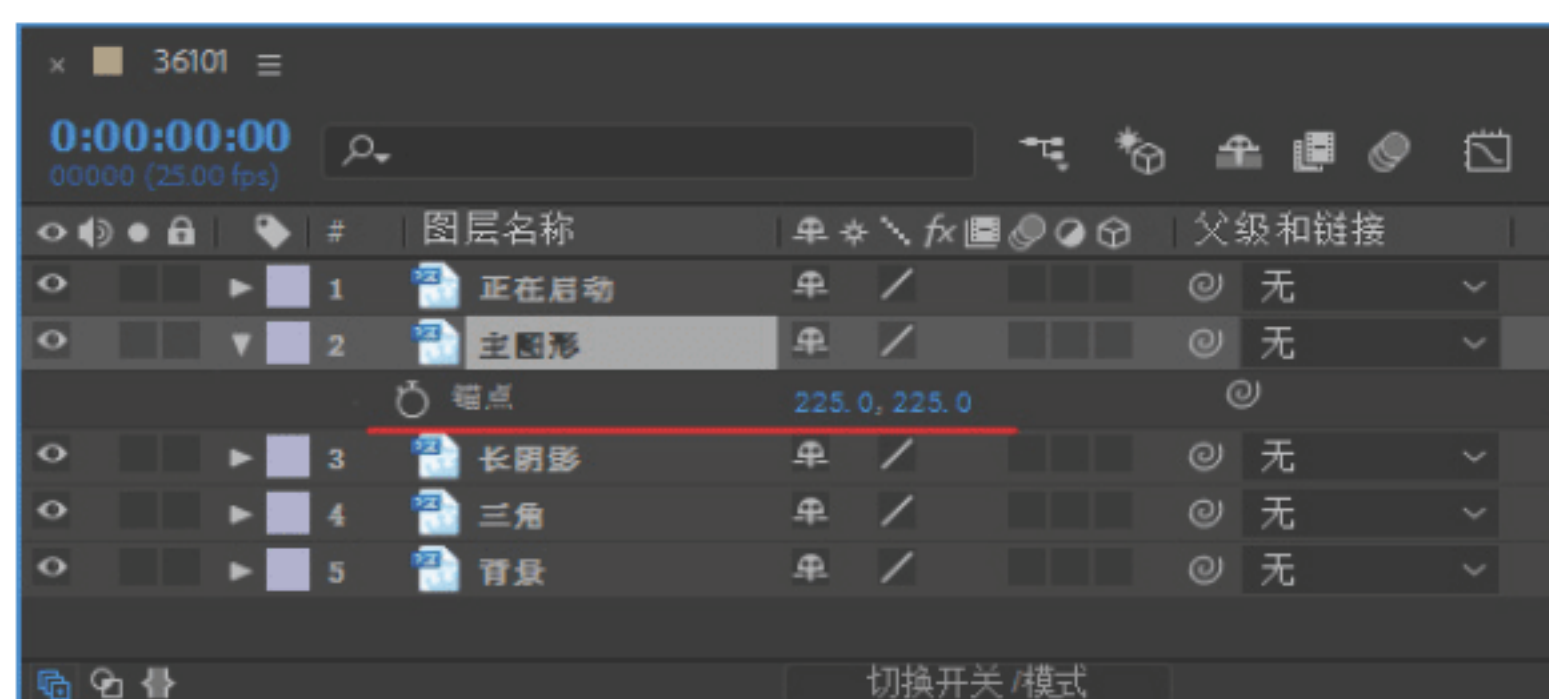 × 36101
0:00:00:00
00000 (25.00 fps)
# 图层名称 fx 父级和链接
1 正在启动 无
2 主图形 无
锚点 225.0, 225.0
3 长阴影 无
4 三角 无
5 背景 无
切换开关/模式